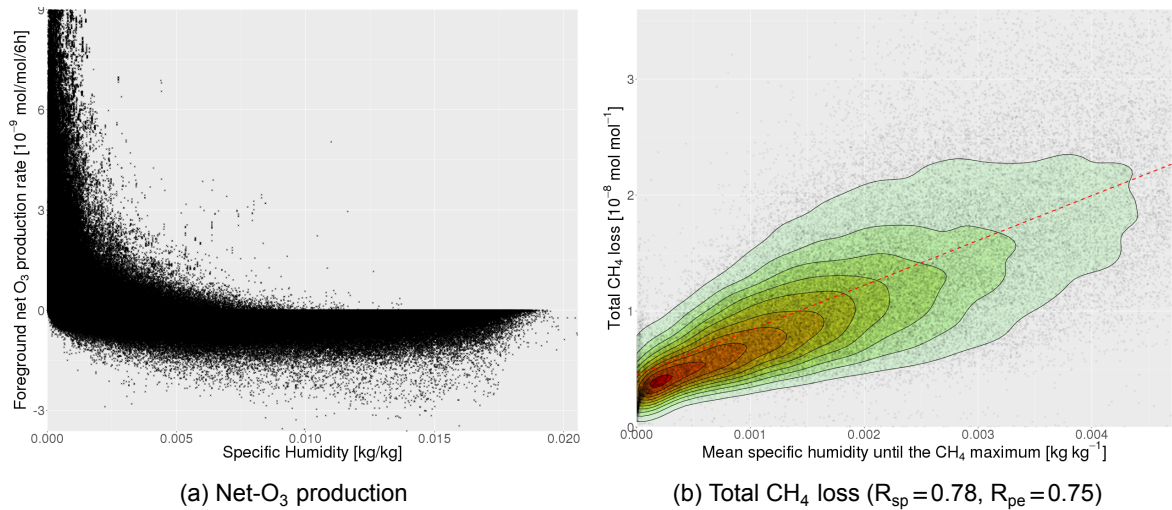 9
6
3
0
-3
Foreground net O₃ production rate [10⁻⁹ mol/mol/6h]
0.000 0.005 0.010 0.015 0.020
Specific Humidity [kg/kg]
(a) Net-O₃ production
3
2
1
0
Total CH₄ loss [10⁻⁸ mol mol⁻¹]
0.000 0.001 0.002 0.003 0.004
Mean specific humidity until the CH₄ maximum [kg kg⁻¹]
(b) Total CH₄ loss (Rsp=0.78, Rpe=0.75)